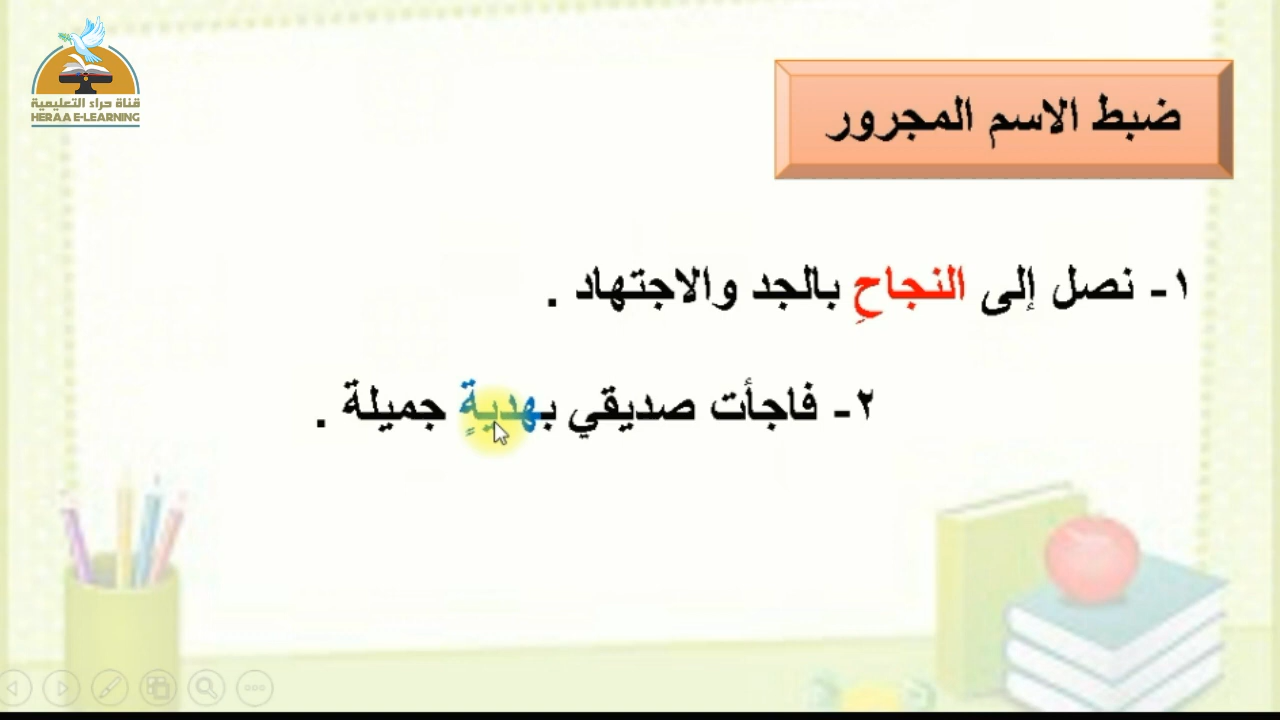 قناة حراء التعليمية
HERAA E-LEARNING
ضبط الاسم المجرور
١- نصل إلى النجاحِ بالجد والاجتهاد .
٢- فاجأت صديقي بهديةٍ جميلة .